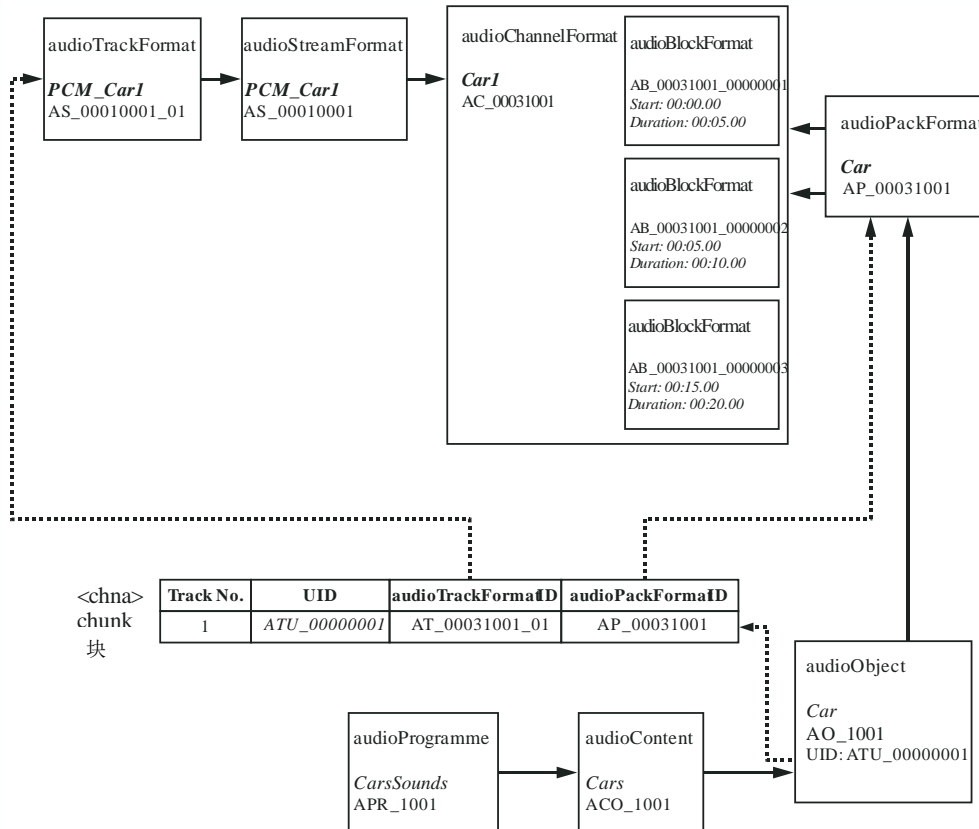 audioTrackFormat
PCM_Car1
AS_00010001_01
audioStreamFormat
PCM_Car1
AS_00010001
audioChannelFormat
Car1
AC_00031001
audioBlockFormat
AB_00031001_00000001
Start: 00:00.00
Duration: 00:05.00
audioBlockFormat
AB_00031001_00000002
Start: 00:05.00
Duration: 00:10.00
audioBlockFormat
AB_00031001_00000003
Start: 00:15.00
Duration: 00:20.00
audioPackFormat
Car
AP_00031001
<chna>
chunk
块
Track No. UID audioTrackFormatID audioPackFormatID
1 ATU_00000001 AT_00031001_01 AP_00031001
audioObject
Car
AO_1001
UID: ATU_00000001
audioProgramme
CarsSounds
APR_1001
audioContent
Cars
ACO_1001